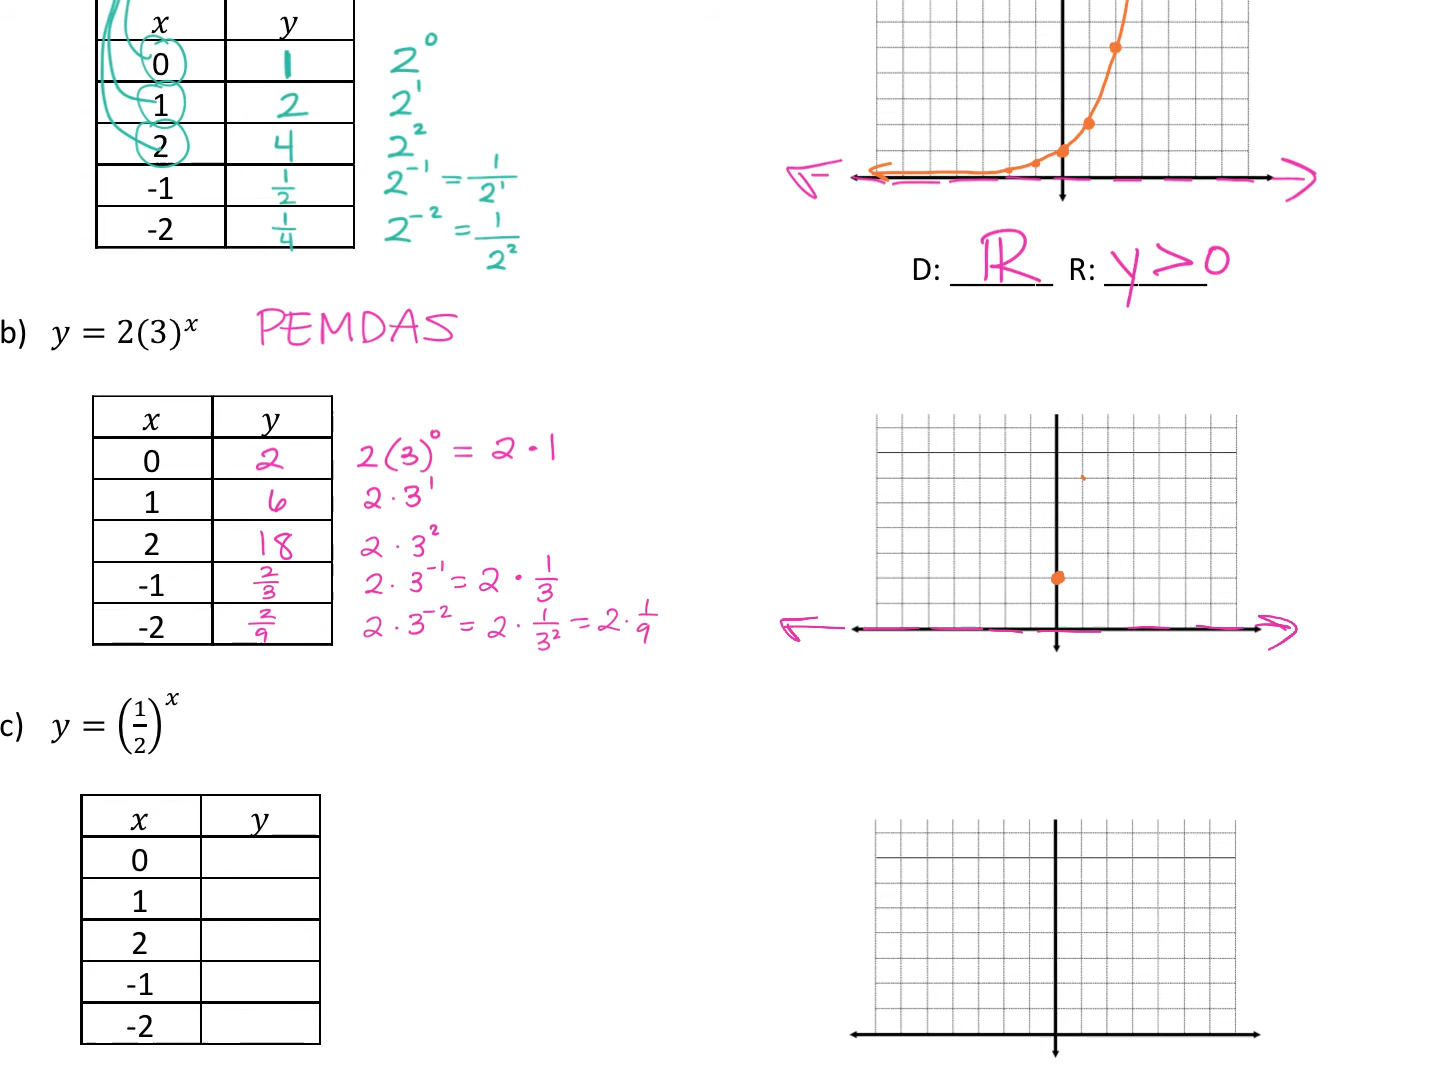 x y
0 1 2^0
1 2 2^1
2 4 2^2
-1 1/2 2^-1 = 1/2^1
-2 1/4 2^-2 = 1/2^2
D: ℝ R: y > 0
b) y = 2(3)^x PEMDAS
x y
0 2 2(3)^0 = 2 · 1
1 6 2 · 3^1
2 18 2 · 3^2
-1 2/3 2 · 3^-1 = 2 · 1/3
-2 2/9 2 · 3^-2 = 2 · 1/3^2 = 2 · 1/9
c) y = (1/2)^x
x y
0
1
2
-1
-2